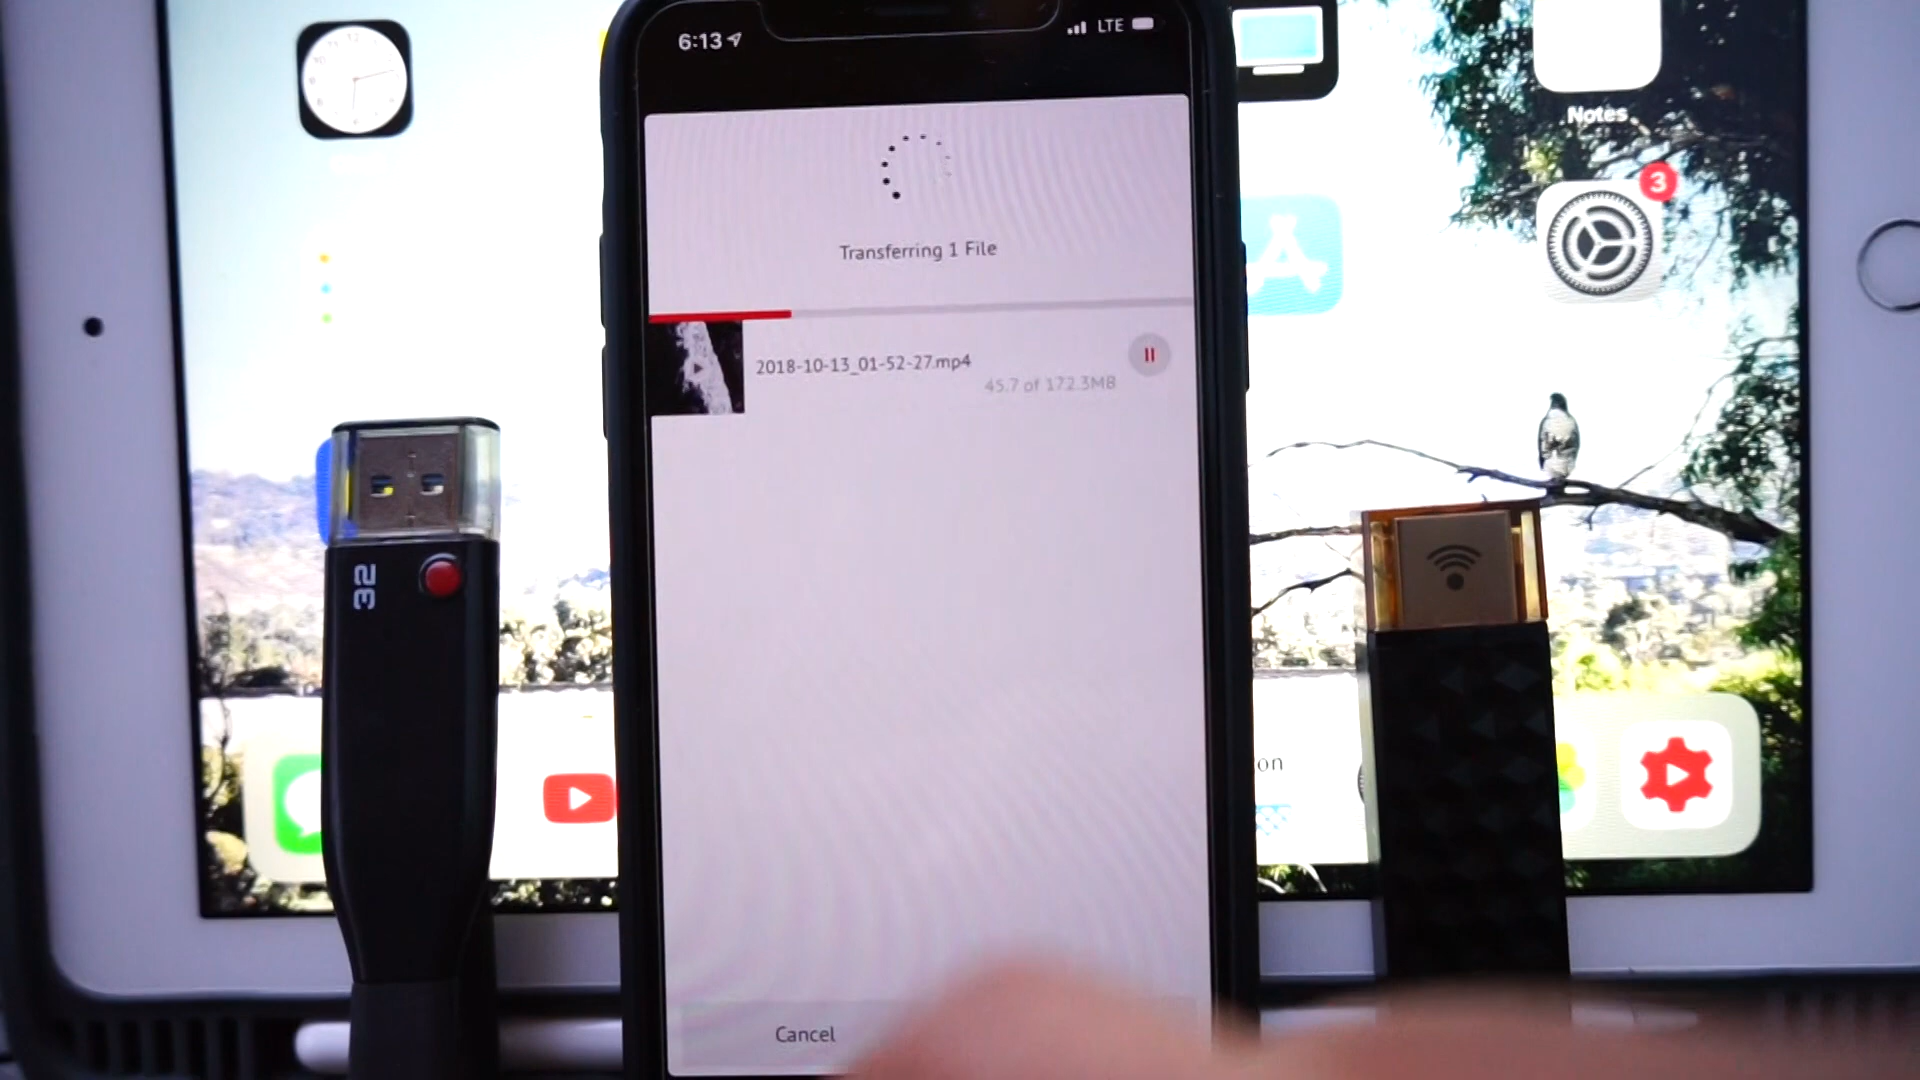 6:13
LTE
Notes
3
Transferring 1 File
2018-10-13_01-52-27.mp4
45.7 of 172.3MB
32
on
Cancel